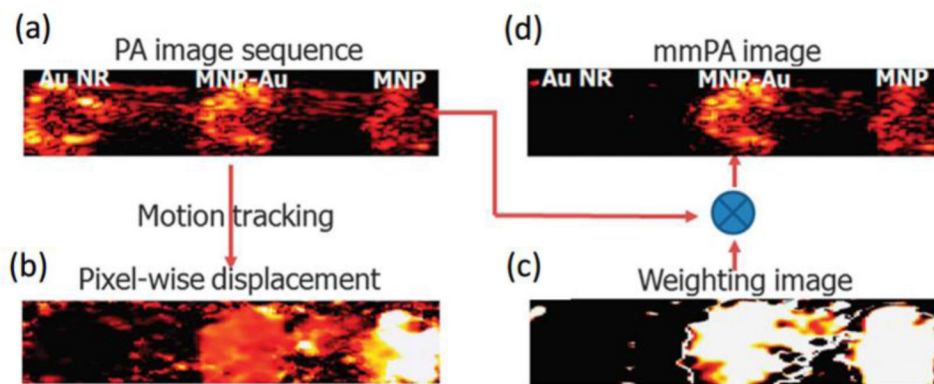 (a)
PA image sequence
Au NR MNP-Au MNP
(d)
mmPA image
Au NR MNP-Au MNP
Motion tracking
(b)
Pixel-wise displacement
(c)
Weighting image